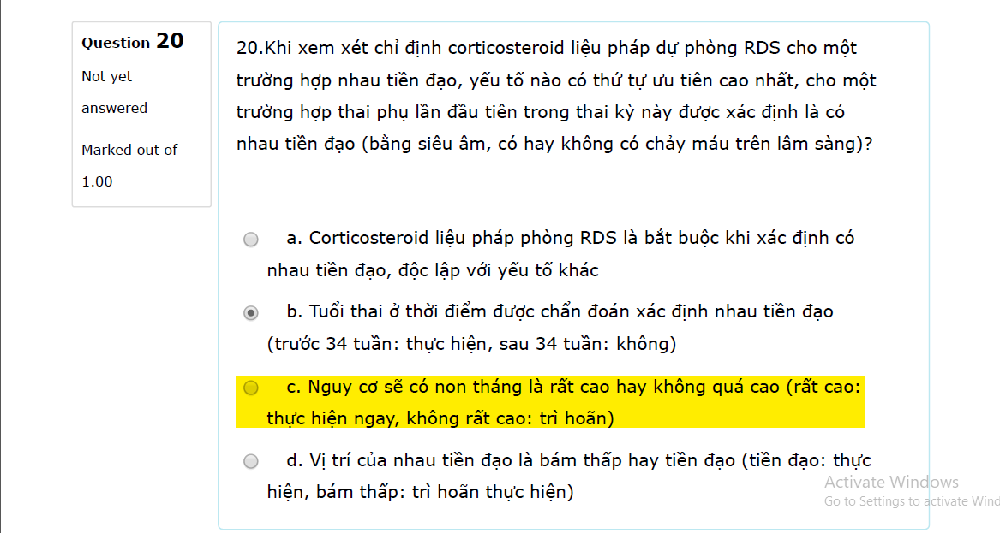 Question 20
Not yet
answered
Marked out of
1.00
20.Khi xem xét chỉ định corticosteroid liệu pháp dự phòng RDS cho một
trường hợp nhau tiền đạo, yếu tố nào có thứ tự ưu tiên cao nhất, cho một
trường hợp thai phụ lần đầu tiên trong thai kỳ này được xác định là có
nhau tiền đạo (bằng siêu âm, có hay không có chảy máu trên lâm sàng)?
a. Corticosteroid liệu pháp phòng RDS là bắt buộc khi xác định có
nhau tiền đạo, độc lập với yếu tố khác
b. Tuổi thai ở thời điểm được chẩn đoán xác định nhau tiền đạo
(trước 34 tuần: thực hiện, sau 34 tuần: không)
c. Nguy cơ sẽ có non tháng là rất cao hay không quá cao (rất cao:
thực hiện ngay, không rất cao: trì hoãn)
d. Vị trí của nhau tiền đạo là bám thấp hay tiền đạo (tiền đạo: thực
hiện, bám thấp: trì hoãn thực hiện)
Activate Windows
Go to Settings to activate Wind